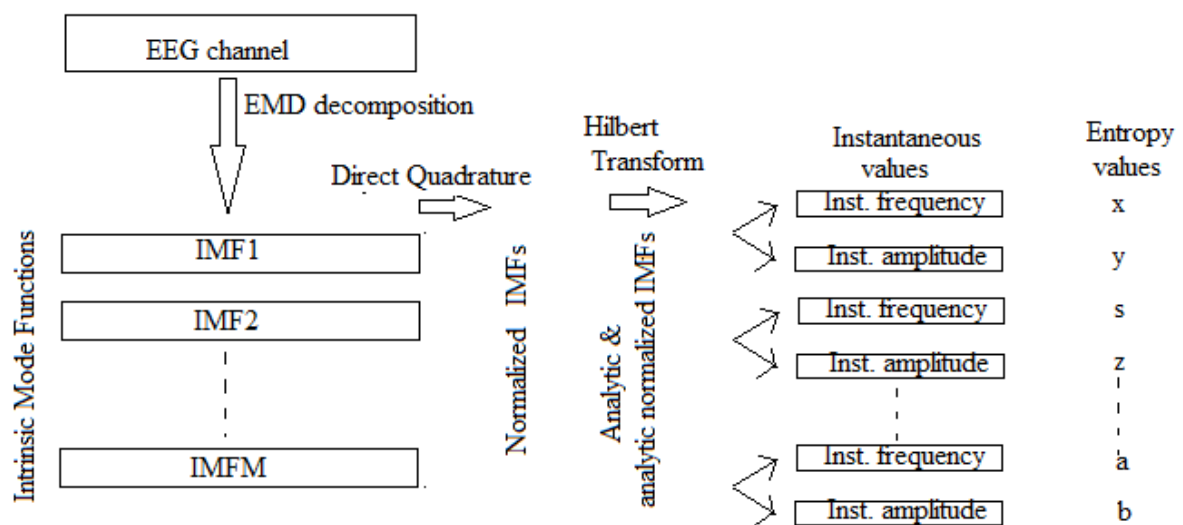 EEG channel
EMD decomposition
Direct Quadrature
Hilbert
Transform
Instantaneous
values
Entropy
values
Intrinsic Mode Functions
IMF1
IMF2
IMFM
Normalized IMFs
Analytic &
analytic normalized IMFs
Inst. frequency
x
Inst. amplitude
y
Inst. frequency
s
Inst. amplitude
z
Inst. frequency
a
Inst. amplitude
b